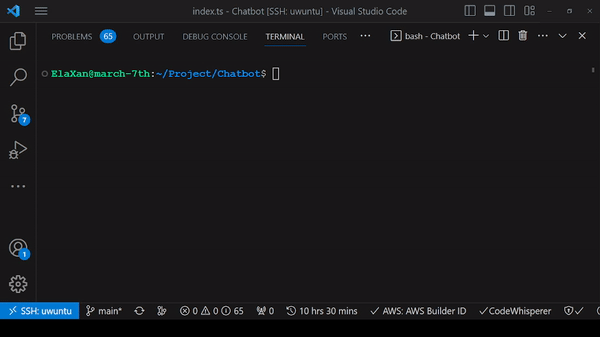 index.ts - Chatbot [SSH: uwuntu] - Visual Studio Code
PROBLEMS 65 OUTPUT DEBUG CONSOLE TERMINAL PORTS ··· bash - Chatbot
ElaXan@march-7th:~/Project/Chatbot$
7
1
SSH: uwuntu main* 0 0 65 0 10 hrs 30 mins AWS: AWS Builder ID CodeWhisperer